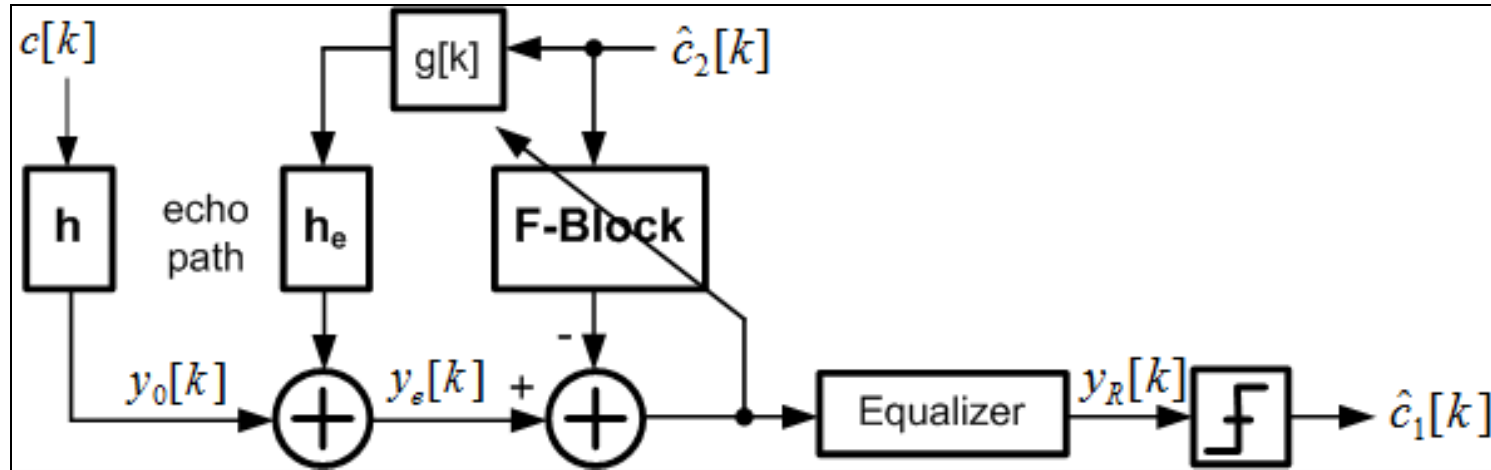 c[k]
g[k]
ĉ₂[k]
h
echo
path
hₑ
F-Block
-
y₀[k]
yₑ[k]
+
Equalizer
y_R[k]
ĉ₁[k]